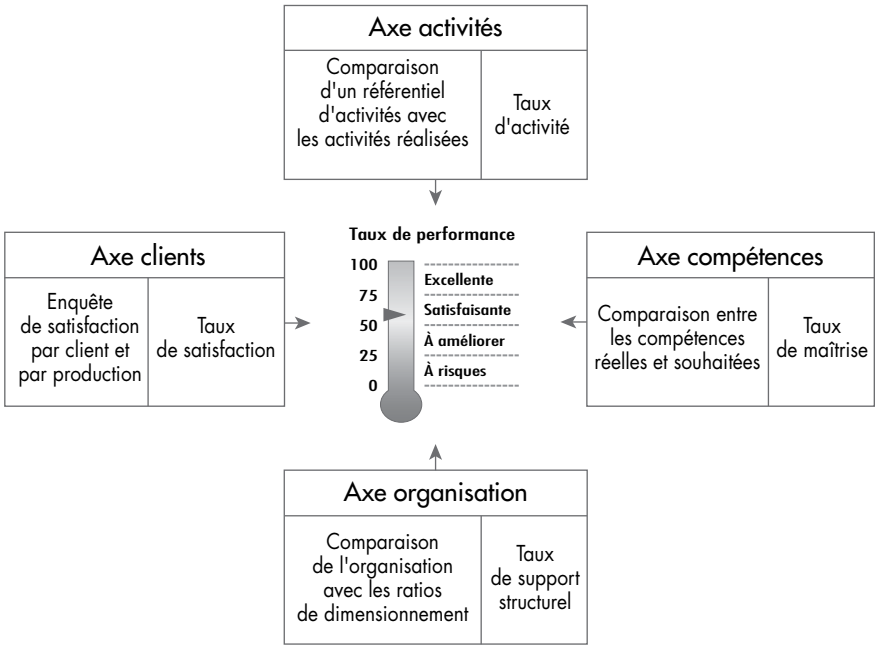 Axe activités
Comparaison
d'un référentiel
d'activités avec
les activités réalisées
Taux
d'activité
Axe clients
Enquête
de satisfaction
par client et
par production
Taux
de satisfaction
Taux de performance
100
Excellente
75
Satisfaisante
50
À améliorer
25
À risques
0
Axe compétences
Comparaison entre
les compétences
réelles et souhaitées
Taux
de maîtrise
Axe organisation
Comparaison
de l'organisation
avec les ratios
de dimensionnement
Taux
de support
structurel